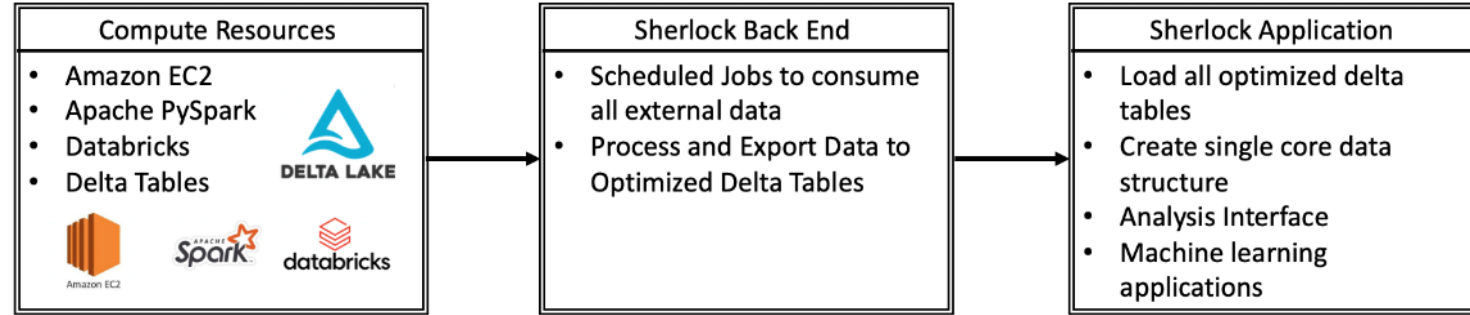 Compute Resources
• Amazon EC2
• Apache PySpark
• Databricks
• Delta Tables
DELTA LAKE
Amazon EC2
APACHE
Spark
databricks
Sherlock Back End
• Scheduled Jobs to consume
all external data
• Process and Export Data to
Optimized Delta Tables
Sherlock Application
• Load all optimized delta
tables
• Create single core data
structure
• Analysis Interface
• Machine learning
applications